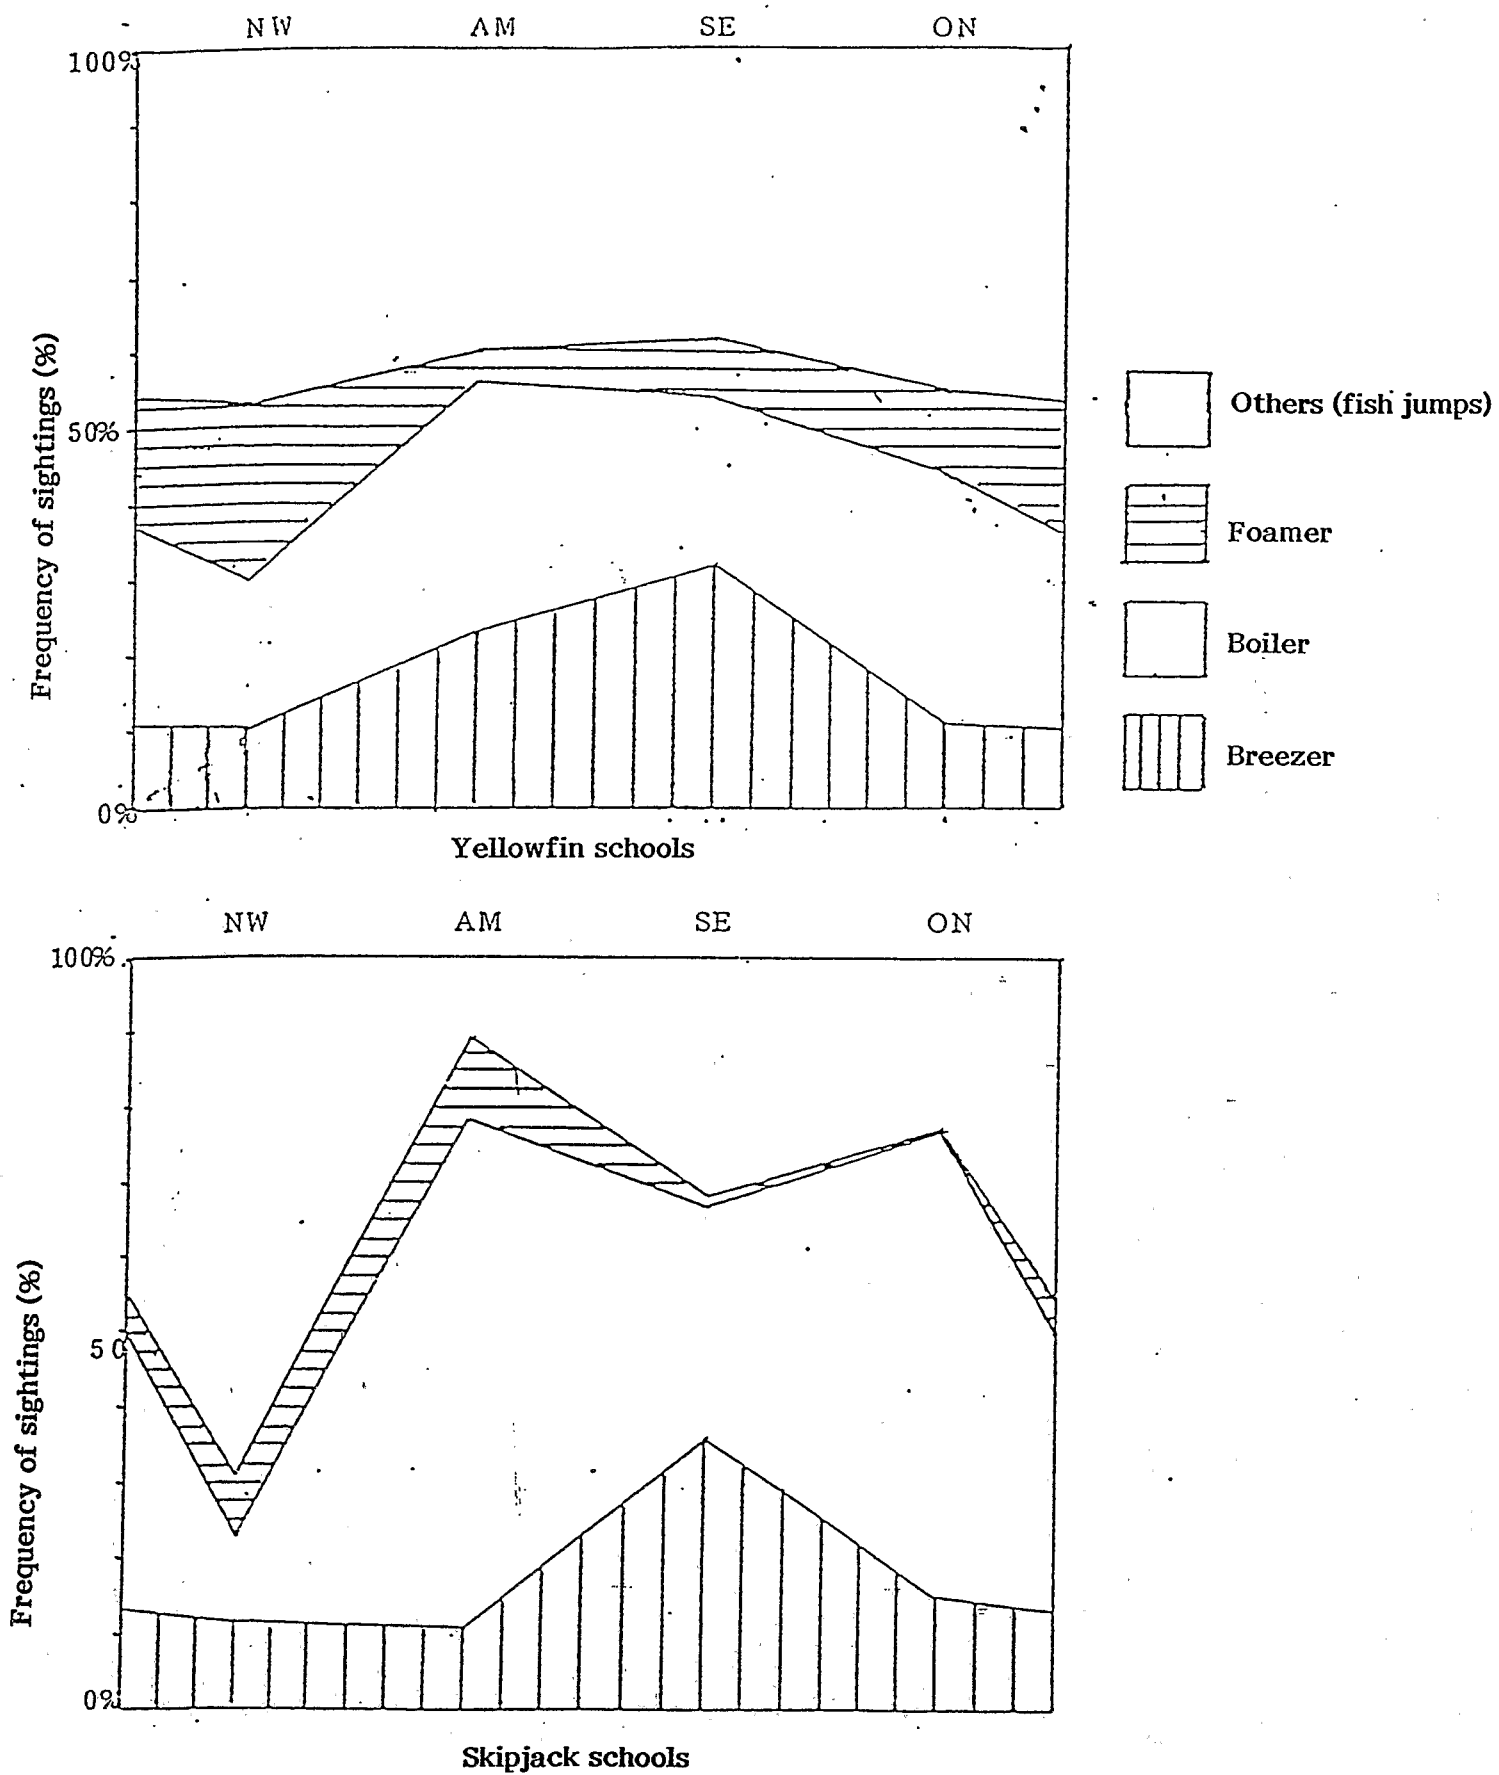 NW AM SE ON
100%
50%
0%
Frequency of sightings (%)
Yellowfin schools
Others (fish jumps)
Foamer
Boiler
Breezer
NW AM SE ON
100%
50
0%
Frequency of sightings (%)
Skipjack schools